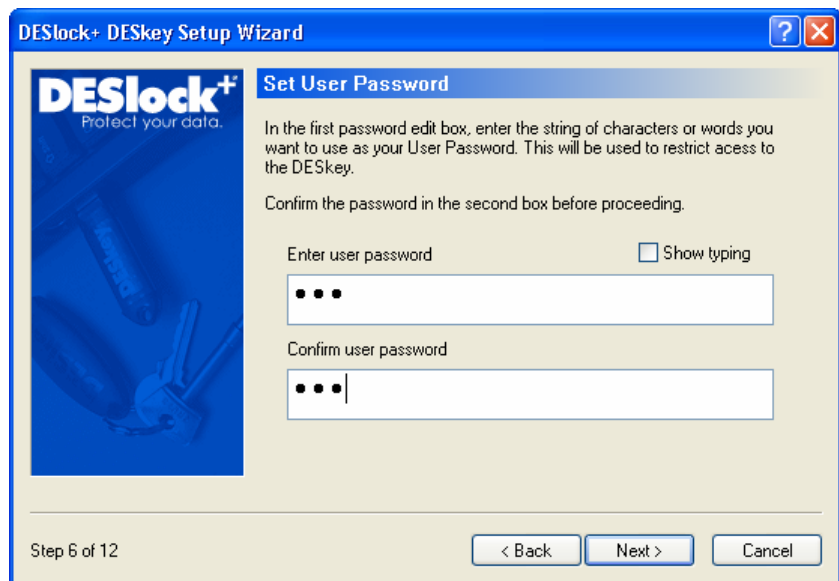 DESlock+ DESkey Setup Wizard
DESlock+
Protect your data.
Set User Password
In the first password edit box, enter the string of characters or words you
want to use as your User Password. This will be used to restrict acess to
the DESkey.
Confirm the password in the second box before proceeding.
Enter user password
Show typing
Confirm user password
Step 6 of 12
< Back
Next >
Cancel